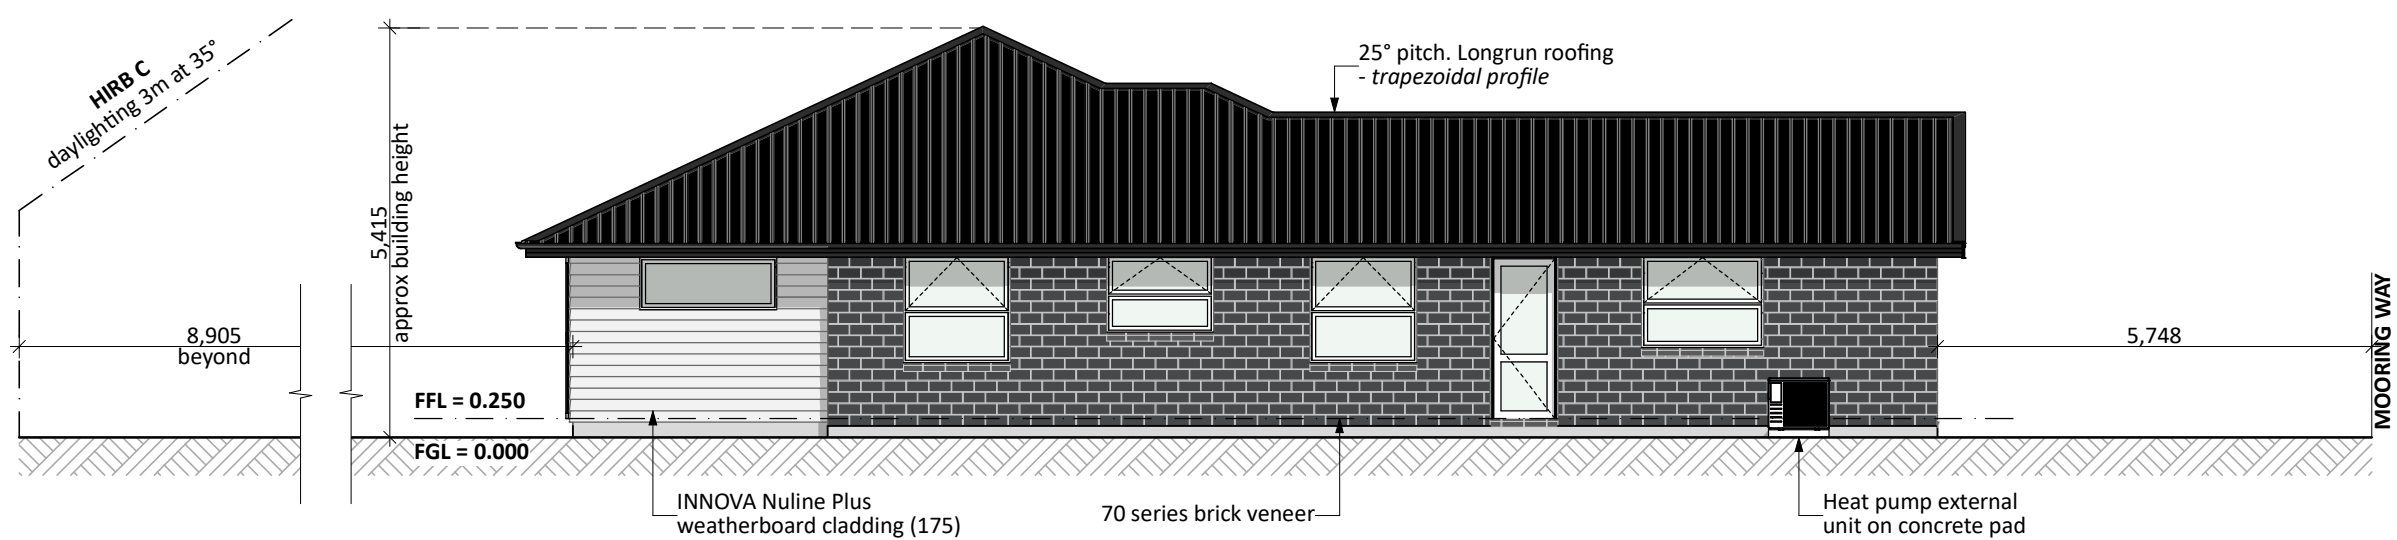 HIRB C
daylighting 3m at 35°
5,415
approx building height
25° pitch. Longrun roofing
- trapezoidal profile
8,905
beyond
5,748
MOORING WAY
FFL = 0.250
FGL = 0.000
INNOVA Nuline Plus
weatherboard cladding (175)
70 series brick veneer
Heat pump external
unit on concrete pad